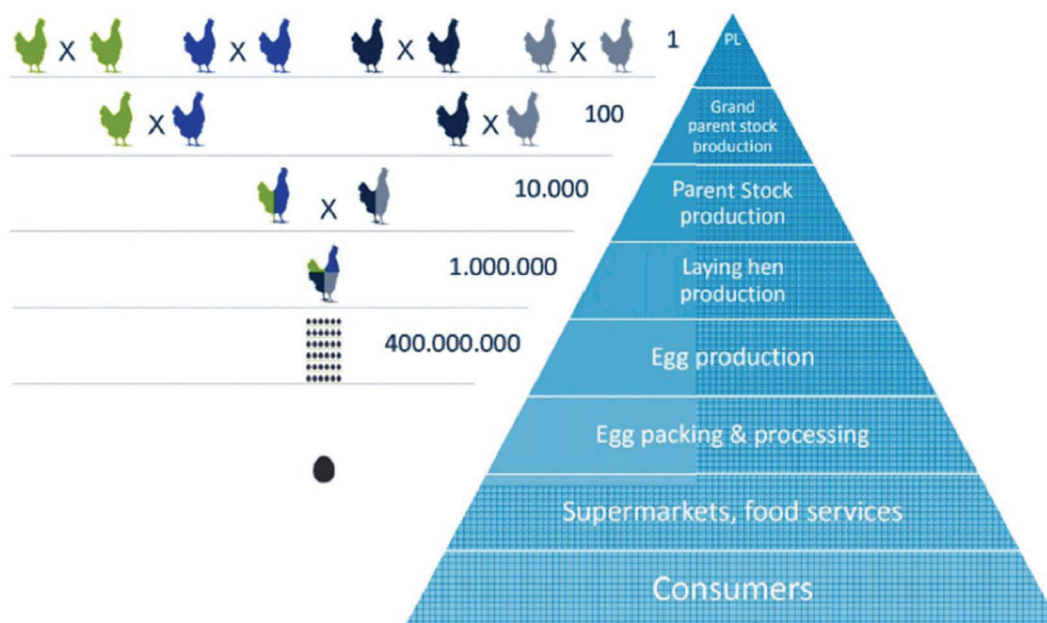 X X X X 1
PL
X X 100
Grand
parent stock
production
X 10.000
Parent Stock
production
1.000.000
Laying hen
production
400.000.000
Egg production
Egg packing & processing
Supermarkets, food services
Consumers